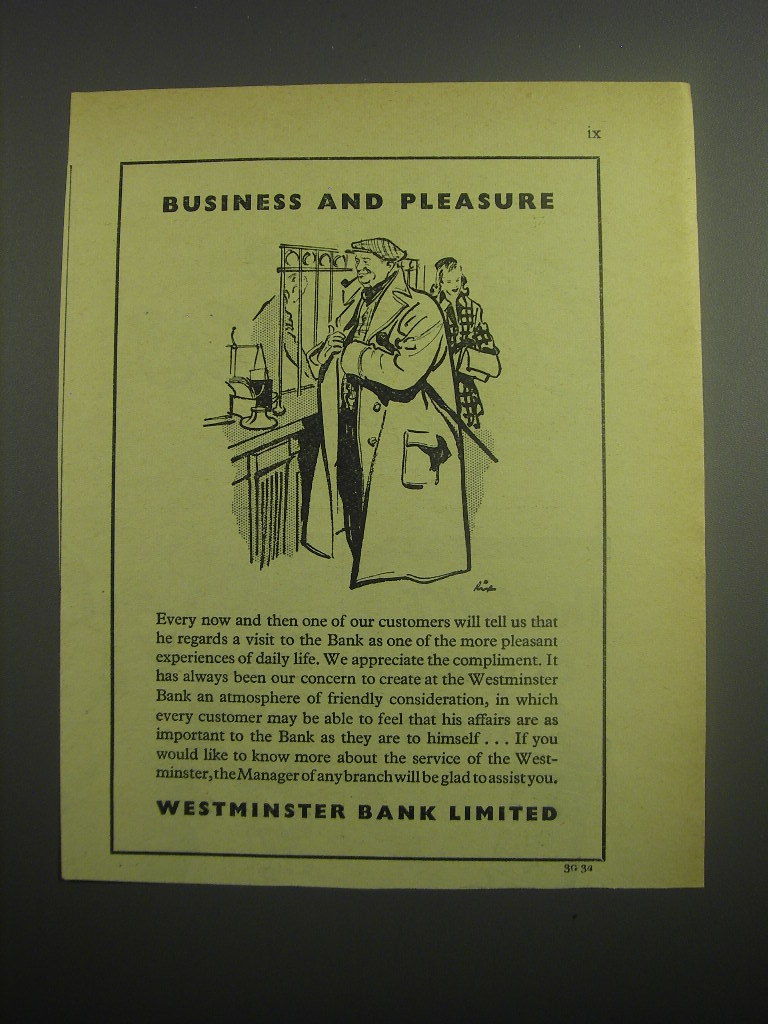 ix
BUSINESS AND PLEASURE
Every now and then one of our customers will tell us that
he regards a visit to the Bank as one of the more pleasant
experiences of daily life. We appreciate the compliment. It
has always been our concern to create at the Westminster
Bank an atmosphere of friendly consideration, in which
every customer may be able to feel that his affairs are as
important to the Bank as they are to himself . . . If you
would like to know more about the service of the West-
minster, the Manager of any branch will be glad to assist you.
WESTMINSTER BANK LIMITED
3G 34